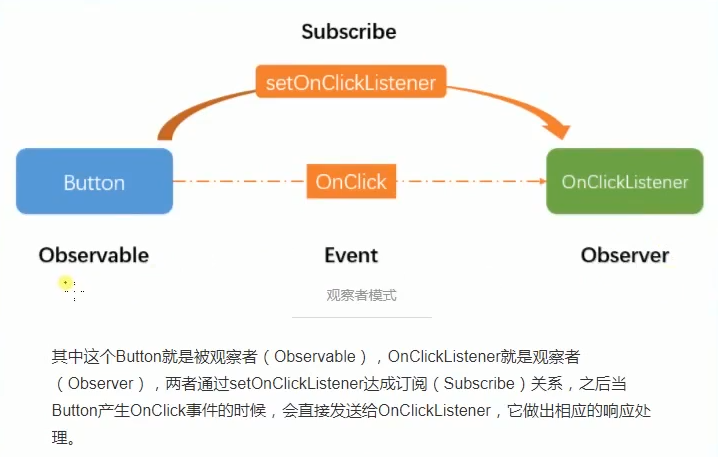 Subscribe
setOnClickListener
Button
OnClick
OnClickListener
Observable
Event
Observer
观察者模式
其中这个Button就是被观察者（Observable），OnClickListener就是观察者
（Observer），两者通过setOnClickListener达成订阅（Subscribe）关系，之后当
Button产生OnClick事件的时候，会直接发送给OnClickListener，它做出相应的响应处
理。